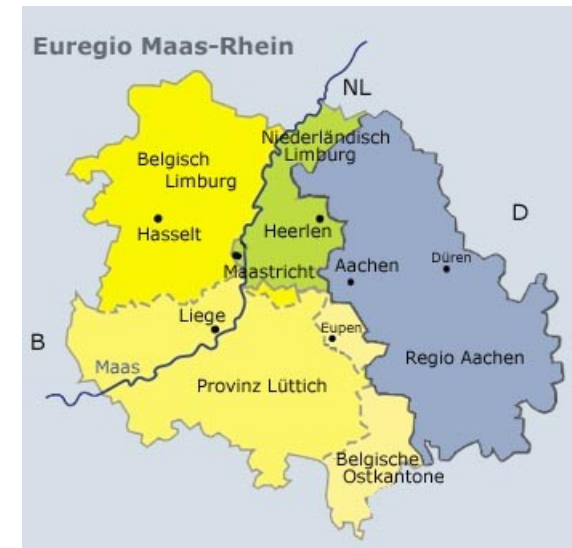 Euregio Maas-Rhein
NL
Niederländisch
Limburg
Belgisch
Limburg
D
Hasselt
Heerlen
Maastricht
Aachen
Düren
Liege
Eupen
B
Maas
Regio Aachen
Provinz Lüttich
Belgische
Ostkantone